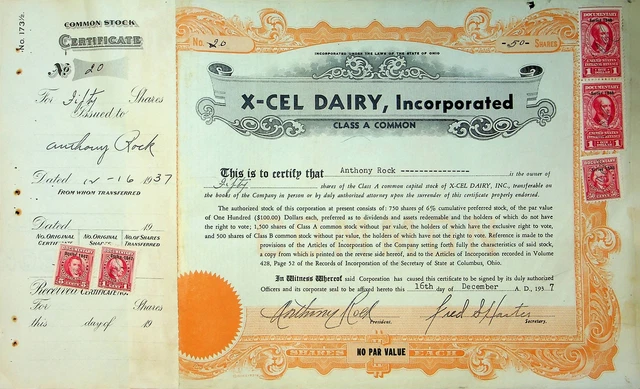 No. 173½
COMMON STOCK
CERTIFICATE
No 20
For Fifty Shares
Issued to
Anthony Rock
Dated 12-16 1937
FROM WHOM TRANSFERRED
Dated 19
NO. ORIGINAL NO. ORIGINAL NO. OF SHARES
CERTIF SHA TRANSFERRED
Received CERTIFICATE NO.
For Shares
this day of 19
No. 20
-50- SHARES
INCORPORATED UNDER THE LAWS OF THE STATE OF OHIO
X-CEL DAIRY, Incorporated
CLASS A COMMON
This is to certify that Anthony Rock is the owner of
Fifty shares of the Class A common capital stock of X-CEL DAIRY, INC., transferable on
the books of the Company in person or by duly authorized attorney upon the surrender of this certificate properly endorsed.
The authorized stock of this corporation at present consists of: 750 shares of 6% cumulative preferred stock, of the par value
of One Hundred ($100.00) Dollars each, preferred as to dividends and assets redeemable and the holders of which do not have
the right to vote; 1,500 shares of Class A common stock without par value, the holders of which have the exclusive right to vote,
and 500 shares of Class B common stock without par value, the holders of which have not the right to vote. Reference is made to the
provisions of the Articles of Incorporation of the Company setting forth fully the characteristics of said stock,
a copy from which is printed on the reverse side hereof, and to the Articles of Incorporation recorded in Volume
428, Page 52 of the Records of Incorporation of the Secretary of State at Columbus, Ohio.
In Witness Whereof said Corporation has caused this certificate to be signed by its duly authorized
Officers and its corporate seal to be affixed hereto this 16th day of December A. D., 1937
Anthony Rock President. Secretary.
SHARES NO PAR VALUE EACH
DOCUMENTARY
1 1
DOCUMENTARY
1 1